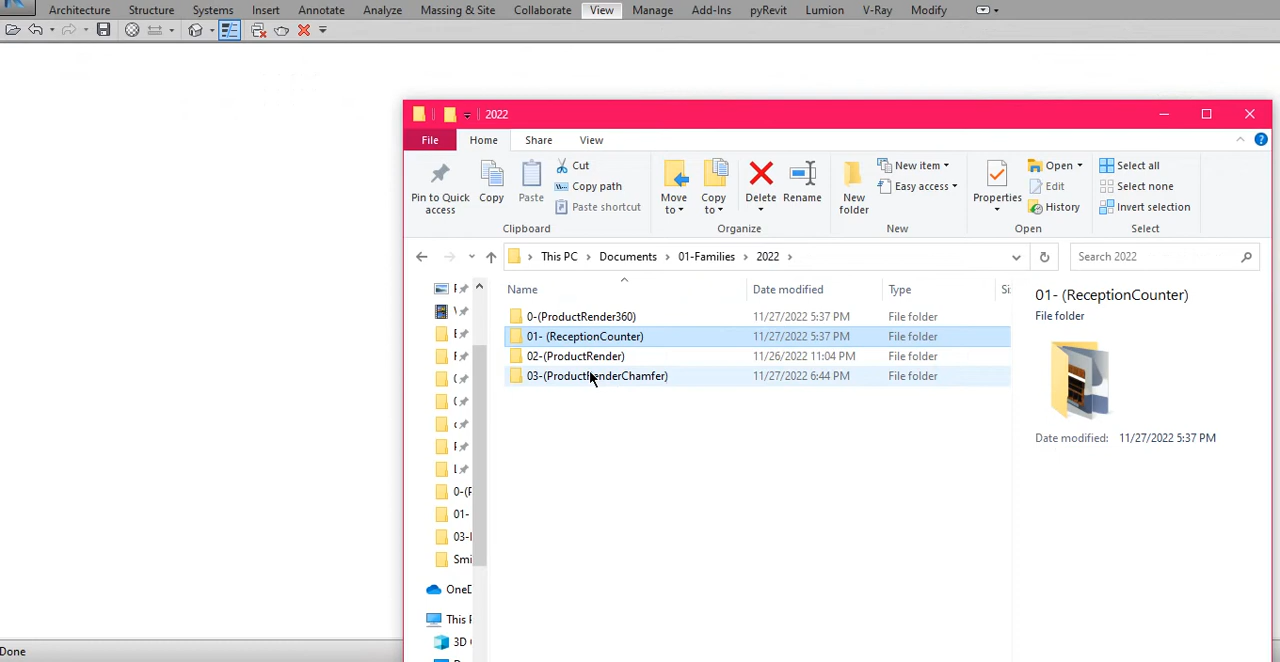 Architecture Structure Systems Insert Annotate Analyze Massing & Site Collaborate View Manage Add-Ins pyRevit Lumion V-Ray Modify
2022
File Home Share View
Pin to Quick access
Copy
Paste
Cut
Copy path
Paste shortcut
Clipboard
Move to
Copy to
Delete
Rename
Organize
New folder
New item
Easy access
New
Properties
Open
Edit
History
Open
Select all
Select none
Invert selection
Select
This PC > Documents > 01-Families > 2022 >
Search 2022
Name Date modified Type
0-(ProductRender360) 11/27/2022 5:37 PM File folder
01- (ReceptionCounter) 11/27/2022 5:37 PM File folder
02-(ProductRender) 11/26/2022 11:04 PM File folder
03-(ProductRenderChamfer) 11/27/2022 6:44 PM File folder
01- (ReceptionCounter)
File folder
Date modified: 11/27/2022 5:37 PM
01-
Smi
OneD
This P
3D
Done